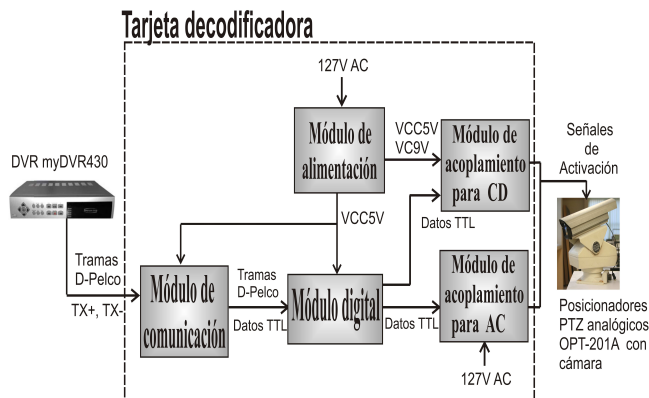 Tarjeta decodificadora
127V AC
Módulo de
alimentación
VCC5V
VC9V
Módulo de
acoplamiento
para CD
Señales
de
Activación
DVR myDVR430
VCC5V
Datos TTL
Tramas
D-Pelco
TX+, TX-
Módulo de
comunicación
Tramas
D-Pelco
Datos TTL
Módulo digital
Datos TTL
Módulo de
acoplamiento
para AC
127V AC
Posicionadores
PTZ analógicos
OPT-201A con
cámara